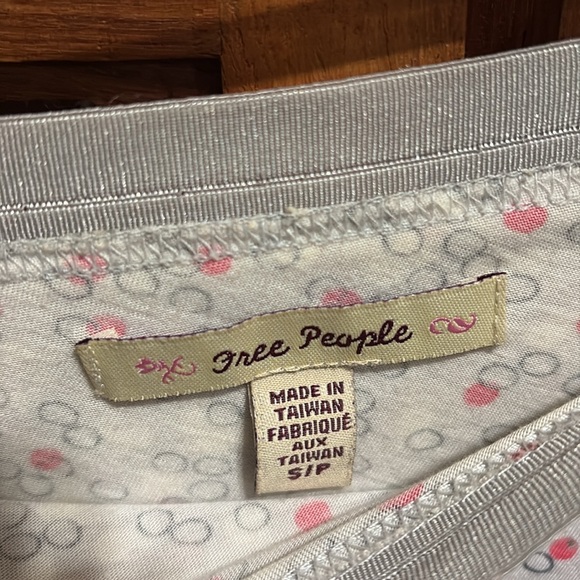 Free People
MADE IN
TAIWAN
FABRIQUÉ
AUX
TAIWAN
S/P